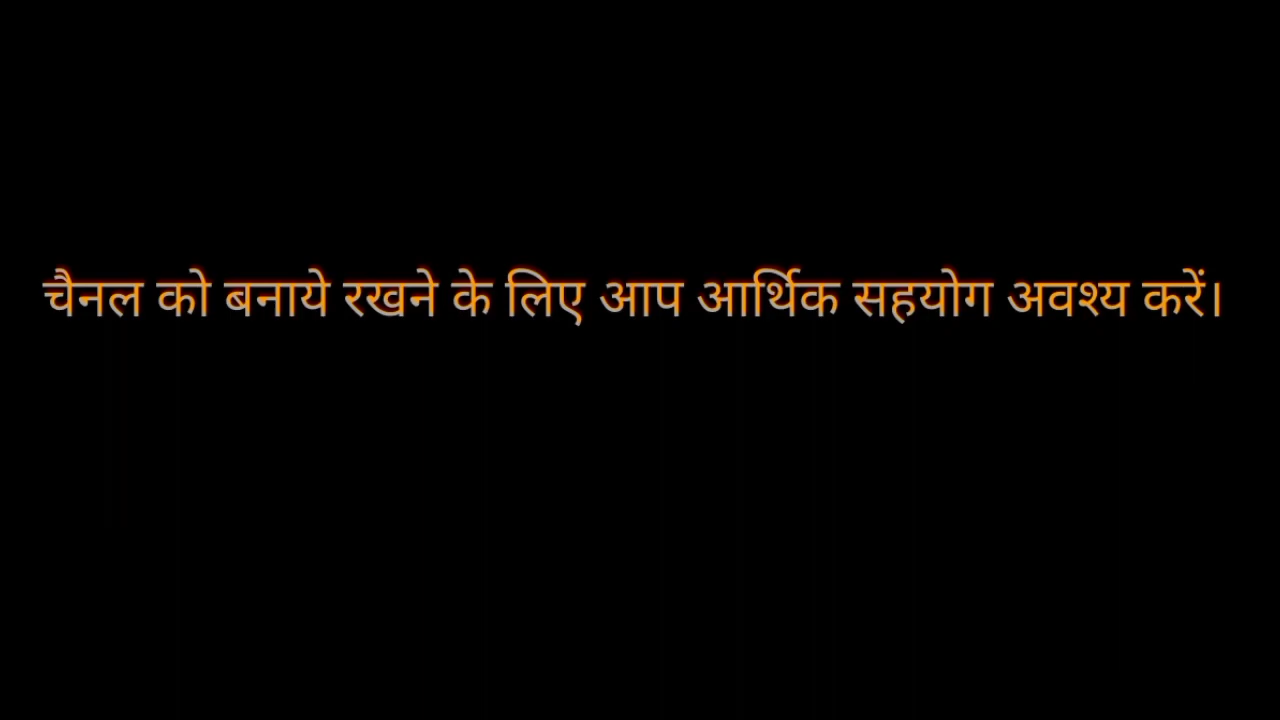 चैनल को बनाये रखने के लिए आप आर्थिक सहयोग अवश्य करें।